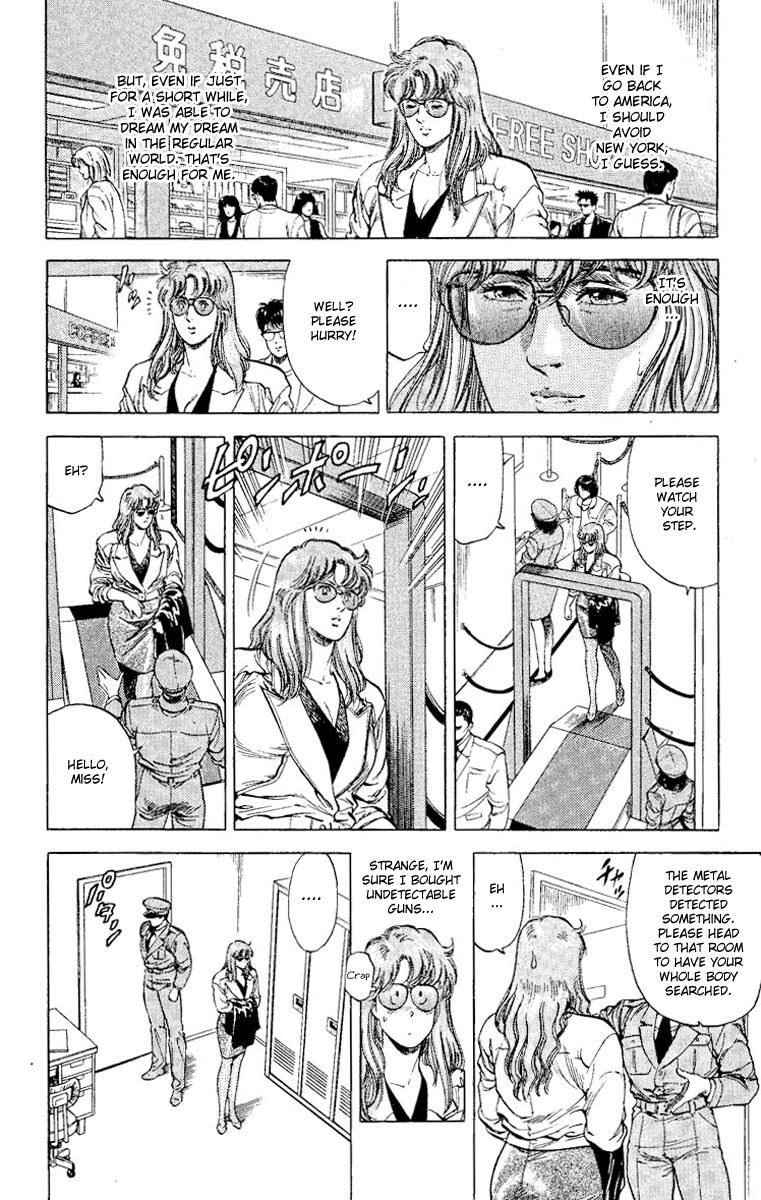 EVEN IF I
GO BACK
TO AMERICA,
I SHOULD
AVOID
NEW YORK,
I GUESS.
免税売店
FREE SHO
BUT, EVEN IF JUST
FOR A SHORT WHILE,
I WAS ABLE TO
DREAM MY DREAM
IN THE REGULAR
WORLD. THAT'S
ENOUGH FOR ME.
IT'S
ENOUGH
...
....
WELL?
PLEASE
HURRY!
COFFEE
PLEASE
WATCH
YOUR
STEP.
....
ピンポーン
EH?
HELLO,
MISS!
THE METAL
DETECTORS
DETECTED
SOMETHING.
PLEASE HEAD
TO THAT ROOM
TO HAVE YOUR
WHOLE BODY
SEARCHED.
EH
...
STRANGE, I'M
SURE I BOUGHT
UNDETECTABLE
GUNS...
Crap
....
パタン